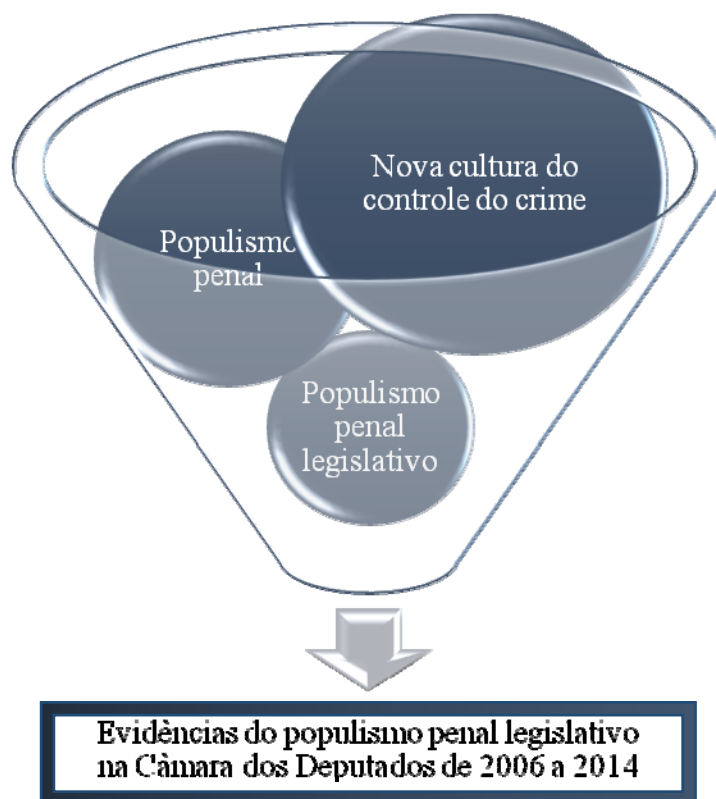 Nova cultura do
controle do crime
Populismo
penal
Populismo
penal
legislativo
Evidências do populismo penal legislativo
na Câmara dos Deputados de 2006 a 2014